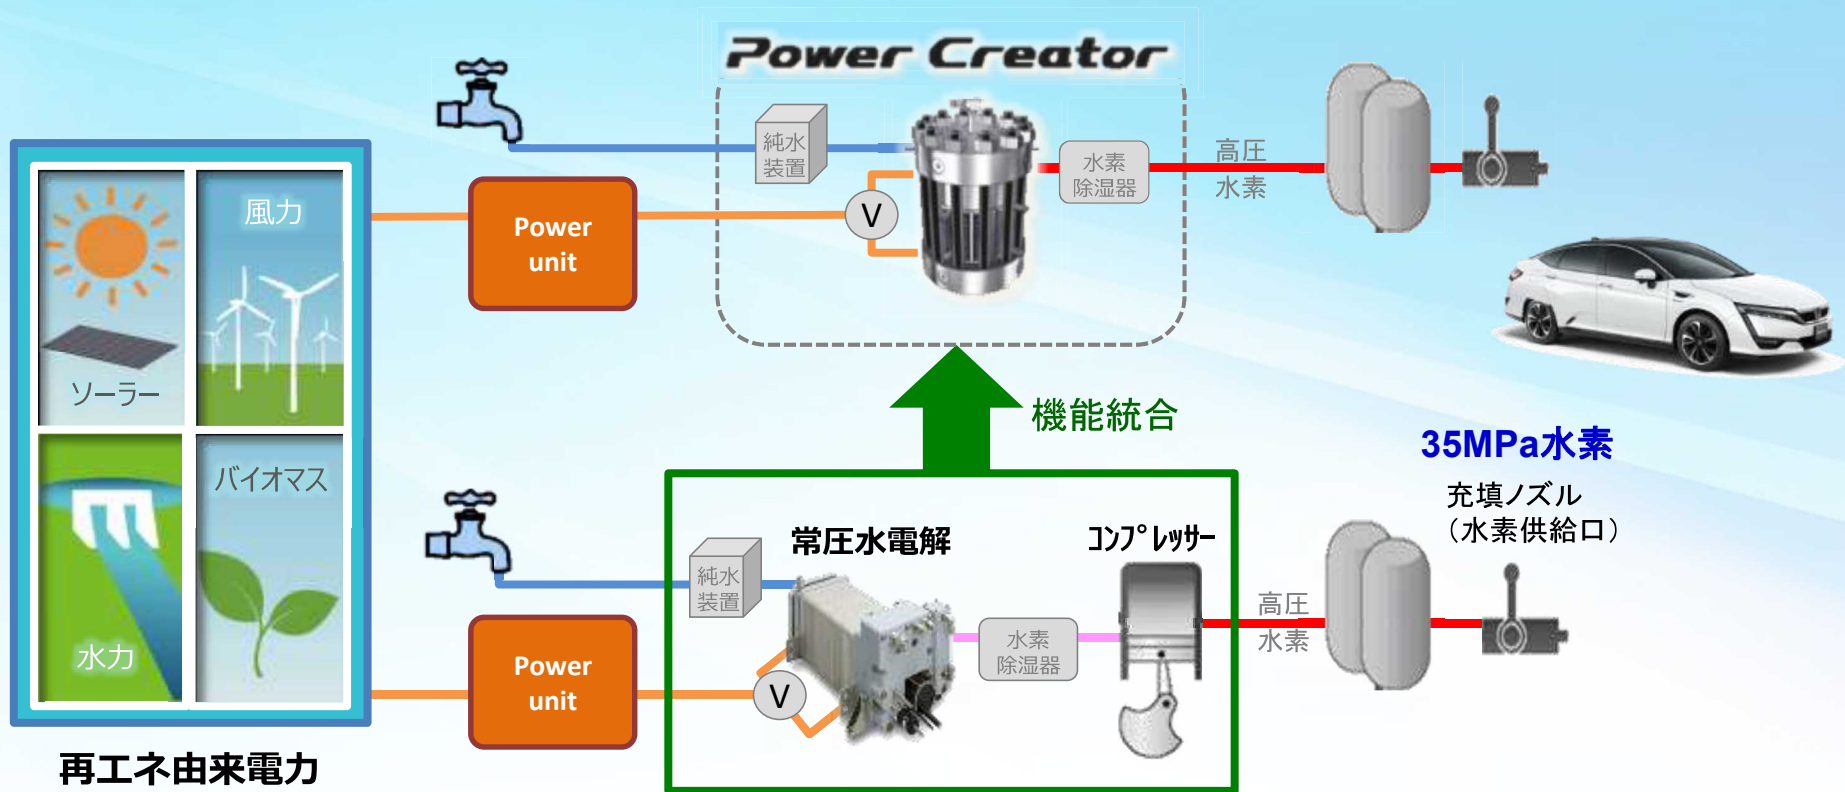 Power Creator
純水
装置
V
水素
除湿器
高圧
水素
Power
unit
風力
ソーラー
バイオマス
水力
再エネ由来電力
機能統合
35MPa水素
充填ノズル
（水素供給口）
常圧水電解
コンプレッサー
純水
装置
V
水素
除湿器
高圧
水素
Power
unit